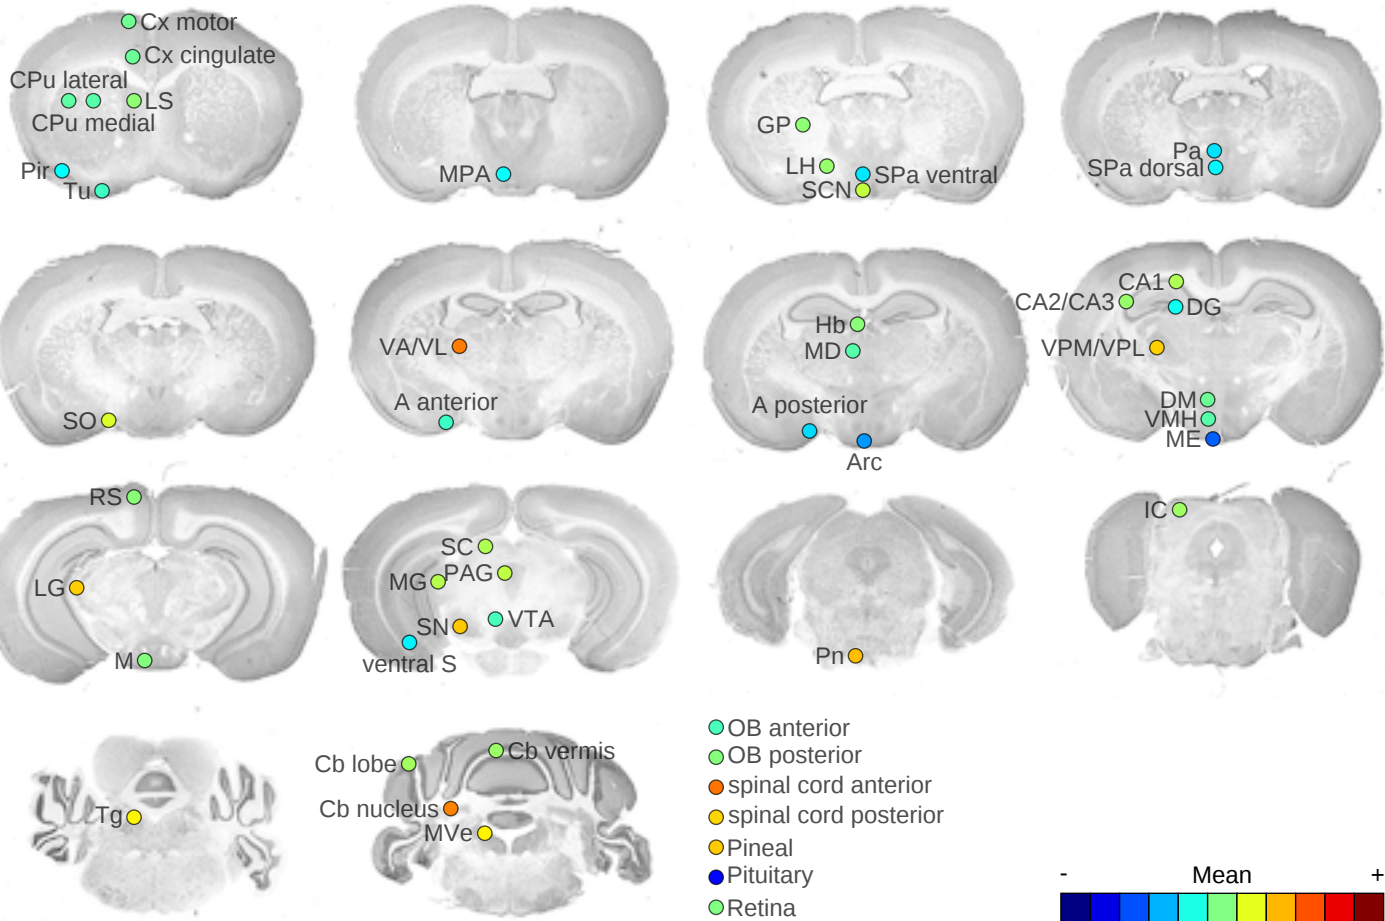 Cx motor
Cx cingulate
CPu lateral
LS
CPu medial
Pir
Tu
MPA
GP
LH
SPa ventral
SCN
Pa
SPa dorsal
SO
VA/VL
A anterior
Hb
MD
A posterior
Arc
CA1
CA2/CA3
DG
VPM/VPL
DM
VMH
ME
RS
LG
M
SC
PAG
MG
SN
VTA
ventral S
Pn
IC
Tg
Cb lobe
Cb vermis
Cb nucleus
MVe
OB anterior
OB posterior
spinal cord anterior
spinal cord posterior
Pineal
Pituitary
Retina
- Mean +